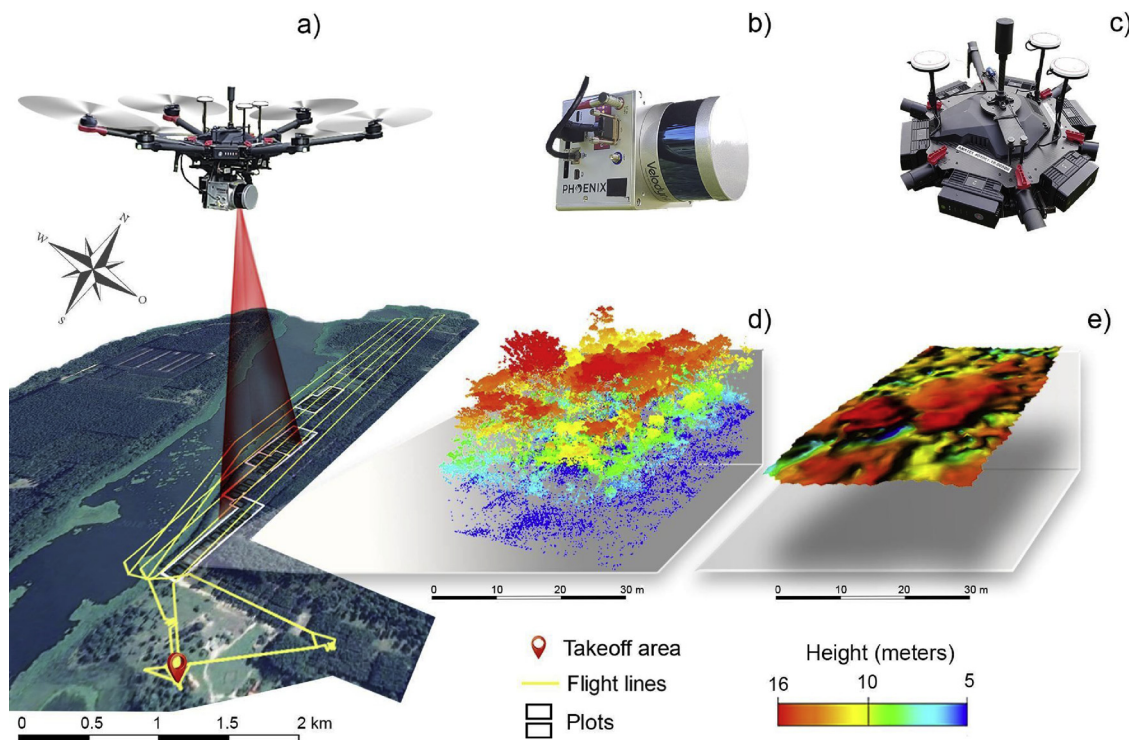 a)
b)
c)
PHOENIX
Velody
N
W
O
S
d)
e)
0 10 20 30 m
0 10 20 30 m
Takeoff area
Flight lines
Plots
Height (meters)
16 10 5
0 0.5 1 1.5 2 km